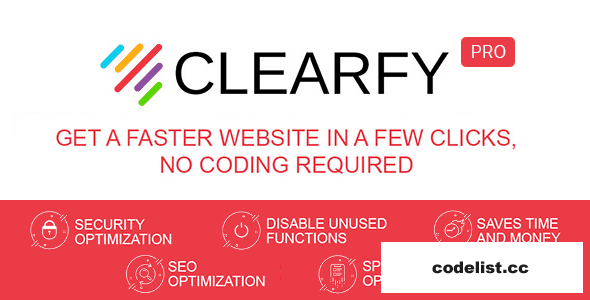 CLEARFY
PRO
GET A FASTER WEBSITE IN A FEW CLICKS,
NO CODING REQUIRED
SECURITY
OPTIMIZATION
DISABLE UNUSED
FUNCTIONS
SAVES TIME
AND MONEY
SEO
OPTIMIZATION
codelist.cc